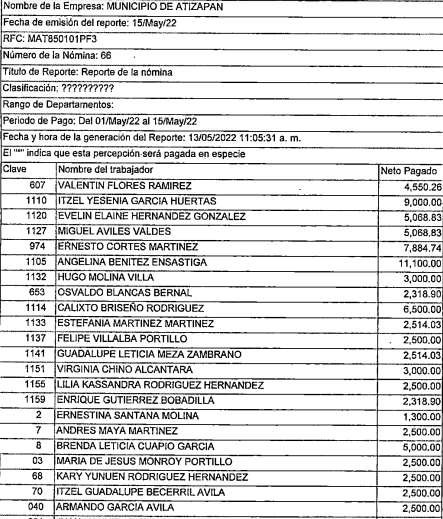 Nombre de la Empresa: MUNICIPIO DE ATIZAPAN
Fecha de emisión del reporte: 15/May/22
RFC: MAT850101PF3
Número de la Nómina: 66
Título de Reporte: Reporte de la nómina
Clasificación: ??????????
Rango de Departamentos:
Periodo de Pago: Del 01/May/22 al 15/May/22
Fecha y hora de la generación del Reporte: 13/05/2022 11:05:31 a. m.
El "*" indica que esta percepción será pagada en especie
Clave Nombre del trabajador Neto Pagado
607 VALENTIN FLORES RAMIREZ 4,550.26
1110 ITZEL YESENIA GARCIA HUERTAS 9,000.00
1120 EVELIN ELAINE HERNANDEZ GONZALEZ 5,068.83
1127 MIGUEL AVILES VALDES 5,068.83
974 ERNESTO CORTES MARTINEZ 7,884.74
1105 ANGELINA BENITEZ ENSASTIGA 11,100.00
1132 HUGO MOLINA VILLA 3,000.00
653 OSVALDO BLANCAS BERNAL 2,318.90
1114 CALIXTO BRISEÑO RODRIGUEZ 6,500.00
1133 ESTEFANIA MARTINEZ MARTINEZ 2,514.03
1137 FELIPE VILLALBA PORTILLO 2,500.00
1141 GUADALUPE LETICIA MEZA ZAMBRANO 2,514.03
1151 VIRGINIA CHINO ALCANTARA 3,000.00
1155 LILIA KASSANDRA RODRIGUEZ HERNANDEZ 2,500.00
1159 ENRIQUE GUTIERREZ BOBADILLA 2,318.90
2 ERNESTINA SANTANA MOLINA 1,300.00
7 ANDRES MAYA MARTINEZ 2,500.00
8 BRENDA LETICIA CUAPIO GARCIA 5,000.00
03 MARIA DE JESUS MONROY PORTILLO 2,500.00
68 KARY YUNUEN RODRIGUEZ HERNANDEZ 2,500.00
70 ITZEL GUADALUPE BECERRIL AVILA 2,500.00
040 ARMANDO GARCIA AVILA 2,500.00